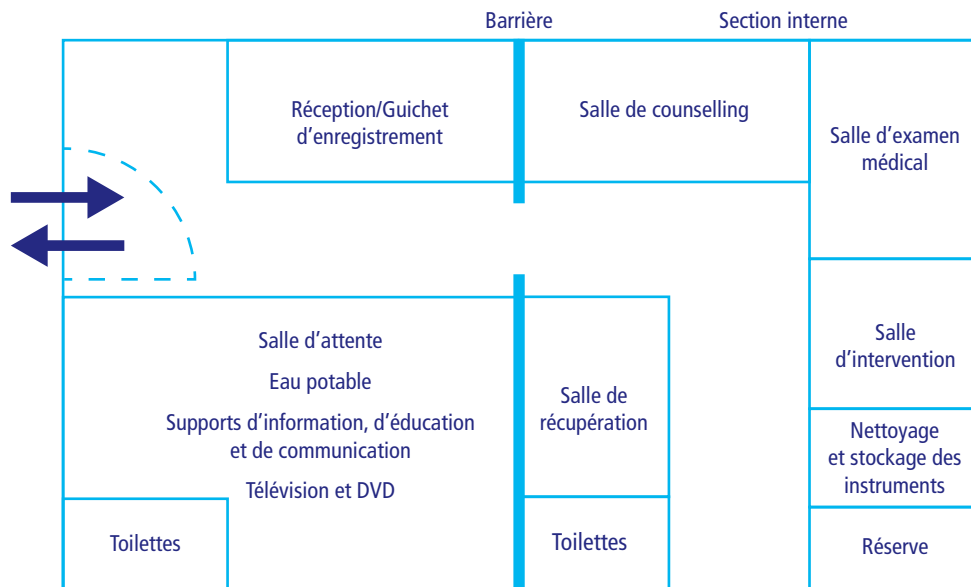 Barrière
Section interne
Réception/Guichet
d'enregistrement
Salle de counselling
Salle d'examen
médical
Salle d'attente
Eau potable
Supports d'information, d'éducation
et de communication
Télévision et DVD
Toilettes
Salle de
récupération
Toilettes
Salle
d'intervention
Nettoyage
et stockage des
instruments
Réserve